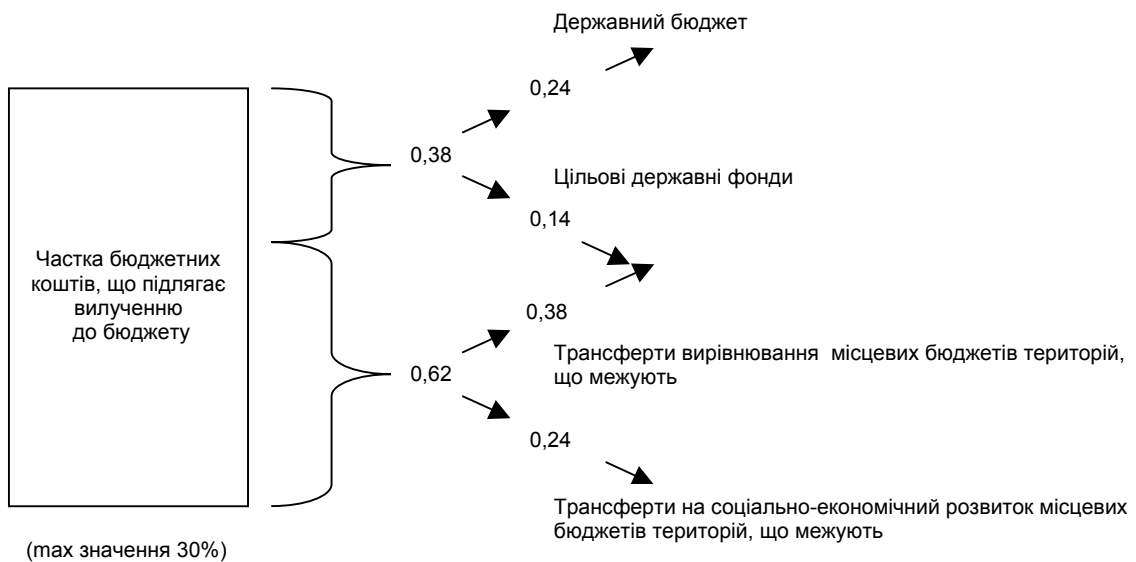 Державний бюджет
0,24
0,38
Цільові державні фонди
0,14
Частка бюджетних
коштів, що підлягає
вилученню
до бюджету
0,38
Трансферти вирівнювання місцевих бюджетів територій,
що межують
0,62
0,24
Трансферти на соціально-економічний розвиток місцевих
бюджетів територій, що межують
(max значення 30%)